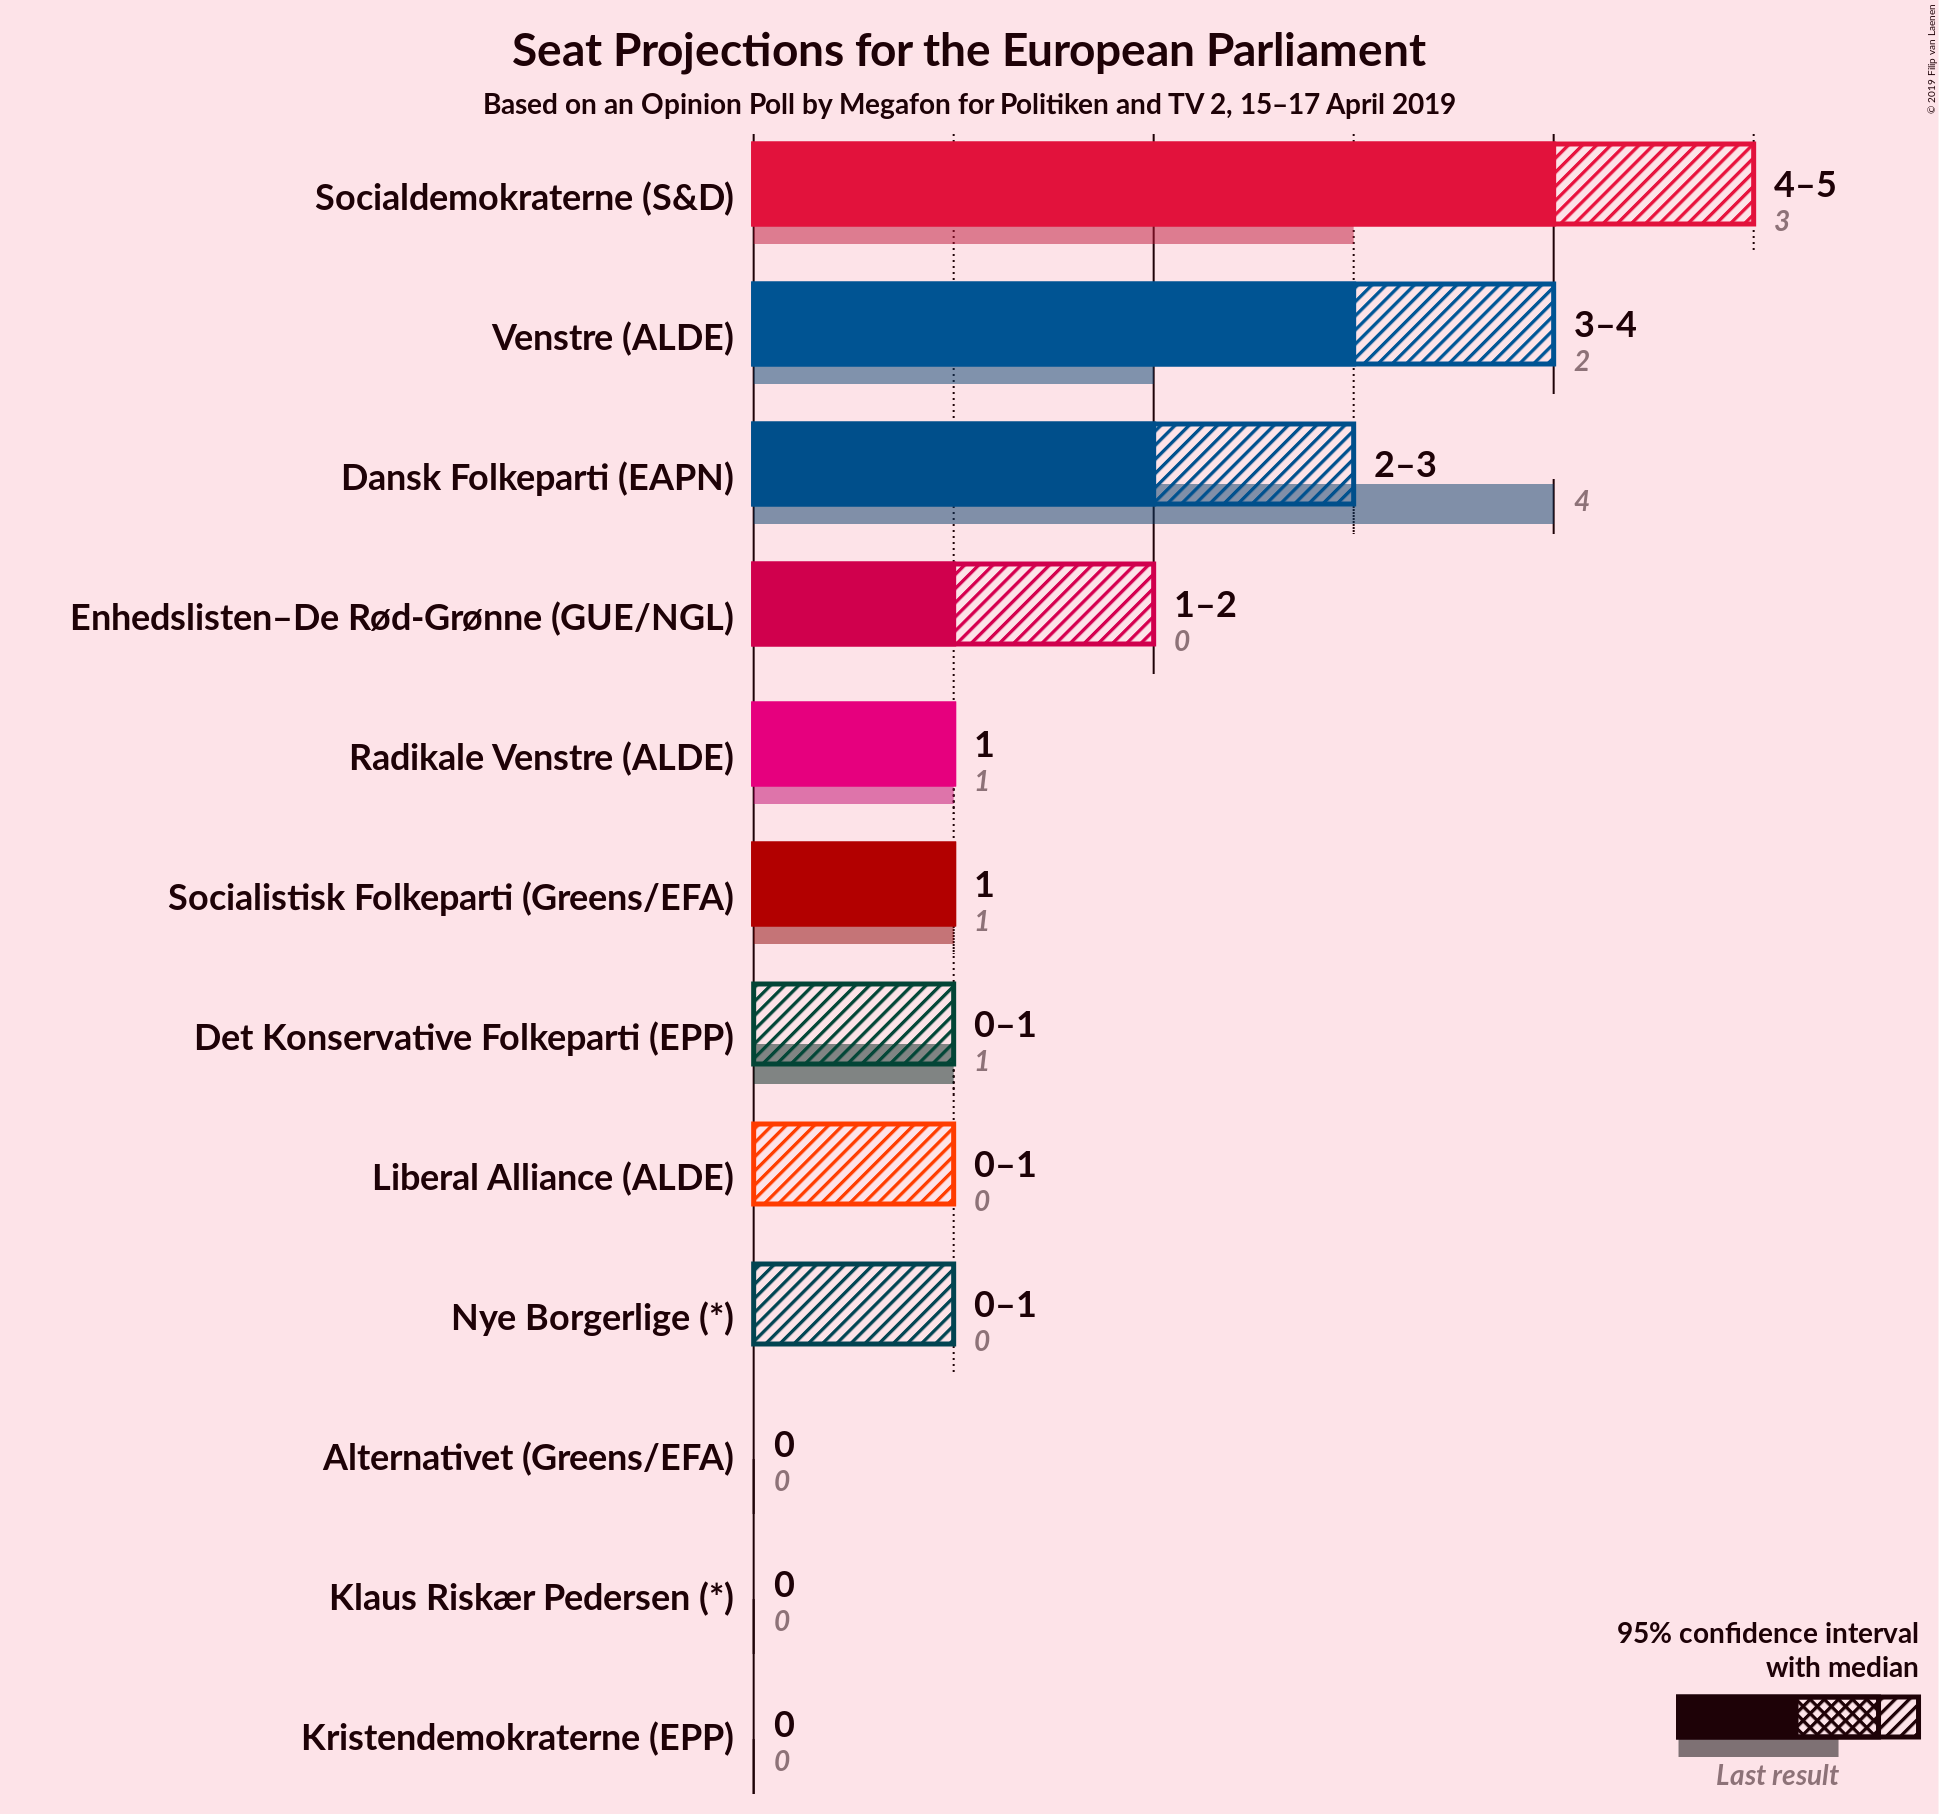 Seat Projections for the European Parliament
Based on an Opinion Poll by Megafon for Politiken and TV 2, 15–17 April 2019
© 2019 Filip van Laenen
Socialdemokraterne (S&D)
4–5
3
Venstre (ALDE)
3–4
2
Dansk Folkeparti (EAPN)
2–3
4
Enhedslisten–De Rød-Grønne (GUE/NGL)
1–2
0
Radikale Venstre (ALDE)
1
1
Socialistisk Folkeparti (Greens/EFA)
1
1
Det Konservative Folkeparti (EPP)
0–1
1
Liberal Alliance (ALDE)
0–1
0
Nye Borgerlige (*)
0–1
0
Alternativet (Greens/EFA)
0
0
Klaus Riskær Pedersen (*)
0
0
Kristendemokraterne (EPP)
0
0
95% confidence interval
with median
Last result